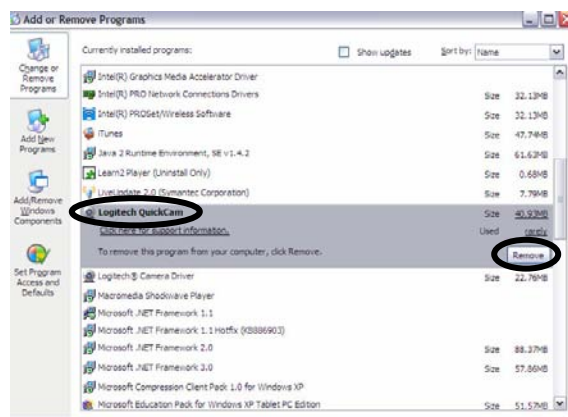 Add or Remove Programs
Currently installed programs:
Show updates
Sort by: Name
Change or Remove Programs
Add New Programs
Add/Remove Windows Components
Set Program Access and Defaults
Intel(R) Graphics Media Accelerator Driver
Intel(R) PRO Network Connections Drivers Size 32.13MB
Intel(R) PROSet/Wireless Software Size 32.13MB
iTunes Size 47.74MB
Java 2 Runtime Environment, SE v1.4.2 Size 61.63MB
Learn2 Player (Uninstall Only) Size 0.68MB
LiveUpdate 2.0 (Symantec Corporation) Size 7.79MB
Logitech QuickCam Size 40.93MB
Click here for support information. Used rarely
To remove this program from your computer, click Remove. Remove
Logitech® Camera Driver Size 22.76MB
Macromedia Shockwave Player
Microsoft .NET Framework 1.1
Microsoft .NET Framework 1.1 Hotfix (KB886903)
Microsoft .NET Framework 2.0 Size 88.37MB
Microsoft .NET Framework 3.0 Size 57.86MB
Microsoft Compression Client Pack 1.0 for Windows XP
Microsoft Education Pack for Windows XP Tablet PC Edition Size 51.57MB